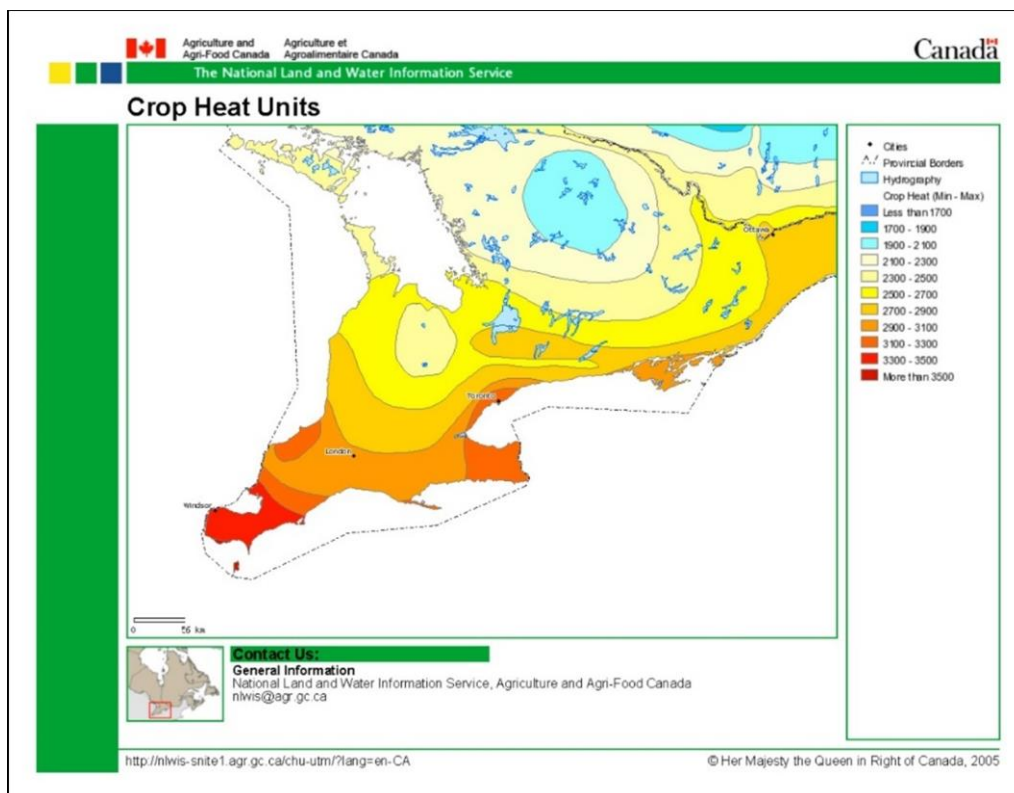 Agriculture and
Agri-Food Canada
Agriculture et
Agroalimentaire Canada
Canada
The National Land and Water Information Service
Crop Heat Units
Ottawa
Toronto
London
Windsor
0 56 km
Cities
Provincial Borders
Hydrography
Crop Heat (Min - Max)
Less than 1700
1700 - 1900
1900 - 2100
2100 - 2300
2300 - 2500
2500 - 2700
2700 - 2900
2900 - 3100
3100 - 3300
3300 - 3500
More than 3500
Contact Us:
General Information
National Land and Water Information Service, Agriculture and Agri-Food Canada
nlwis@agr.gc.ca
http://nlwis-snite1.agr.gc.ca/chu-utm/?lang=en-CA
© Her Majesty the Queen in Right of Canada, 2005